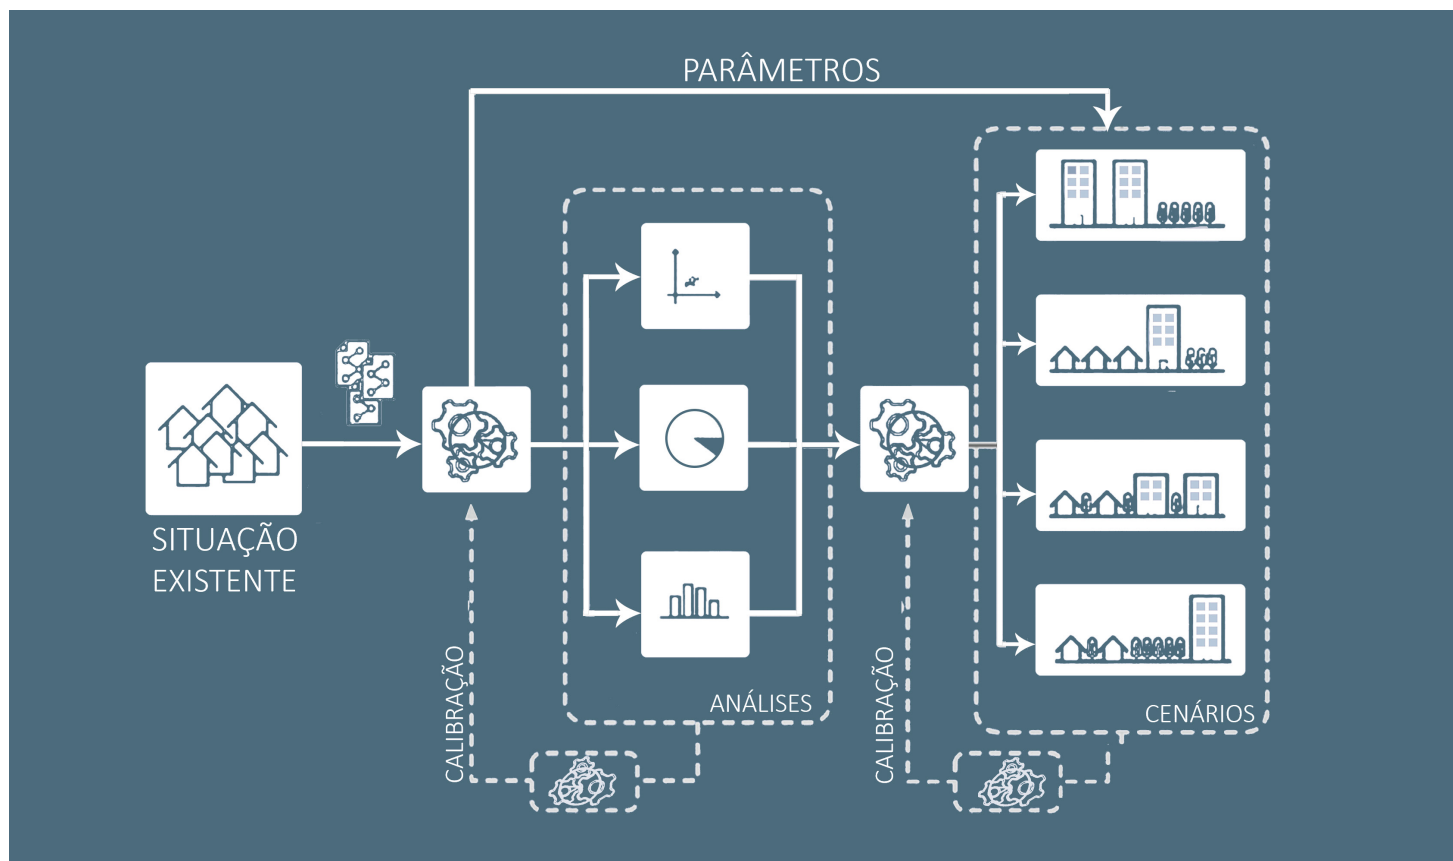 PARÂMETROS
SITUAÇÃO
EXISTENTE
CALIBRAÇÃO
ANÁLISES
CALIBRAÇÃO
CENÁRIOS